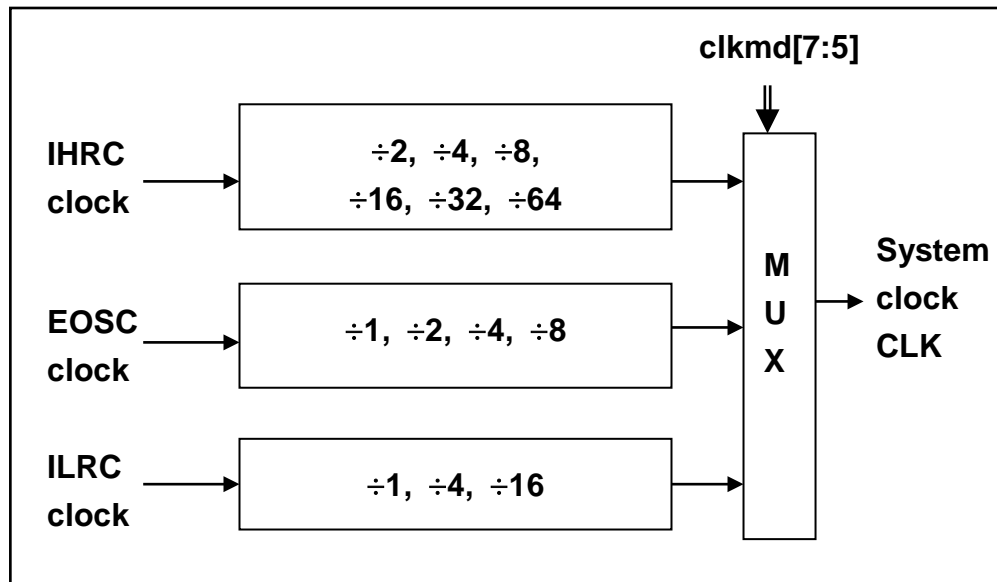 clkmd[7:5]
IHRC
clock
÷2, ÷4, ÷8,
÷16, ÷32, ÷64
EOSC
clock
÷1, ÷2, ÷4, ÷8
ILRC
clock
÷1, ÷4, ÷16
M
U
X
System
clock
CLK